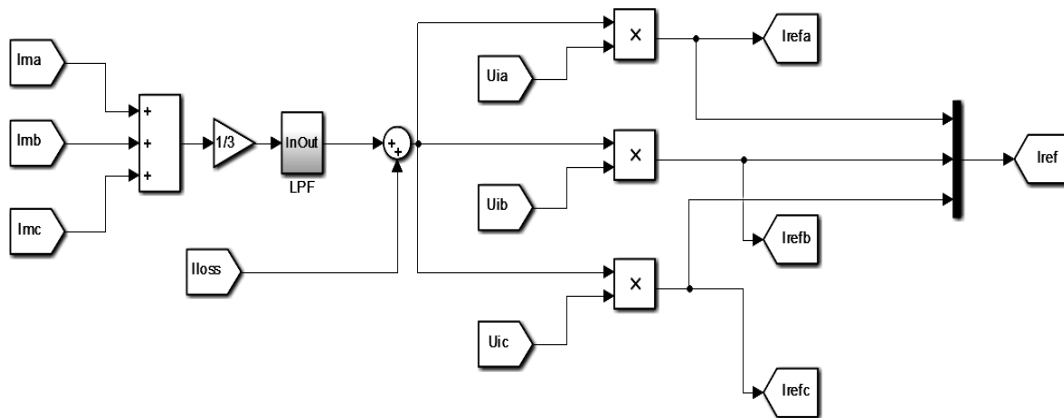 Ima
Imb
Imc
+
+
+
1/3
InOut
LPF
+
+
Iloss
Uia
Uib
Uic
×
×
×
Irefa
Irefb
Irefc
Iref